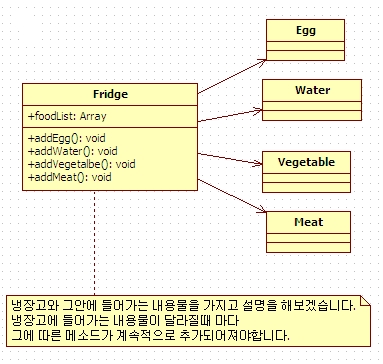 Egg
Fridge
Water
+foodList: Array
+addEgg(): void
+addWater(): void
+addVegetalbe(): void
+addMeat(): void
Vegetable
Meat
냉장고와 그안에 들어가는 내용물을 가지고 설명을 해보겠습니다.
냉장고에 들어가는 내용물이 달라질때 마다
그에 따른 메소드가 계속적으로 추가되어져야합니다.